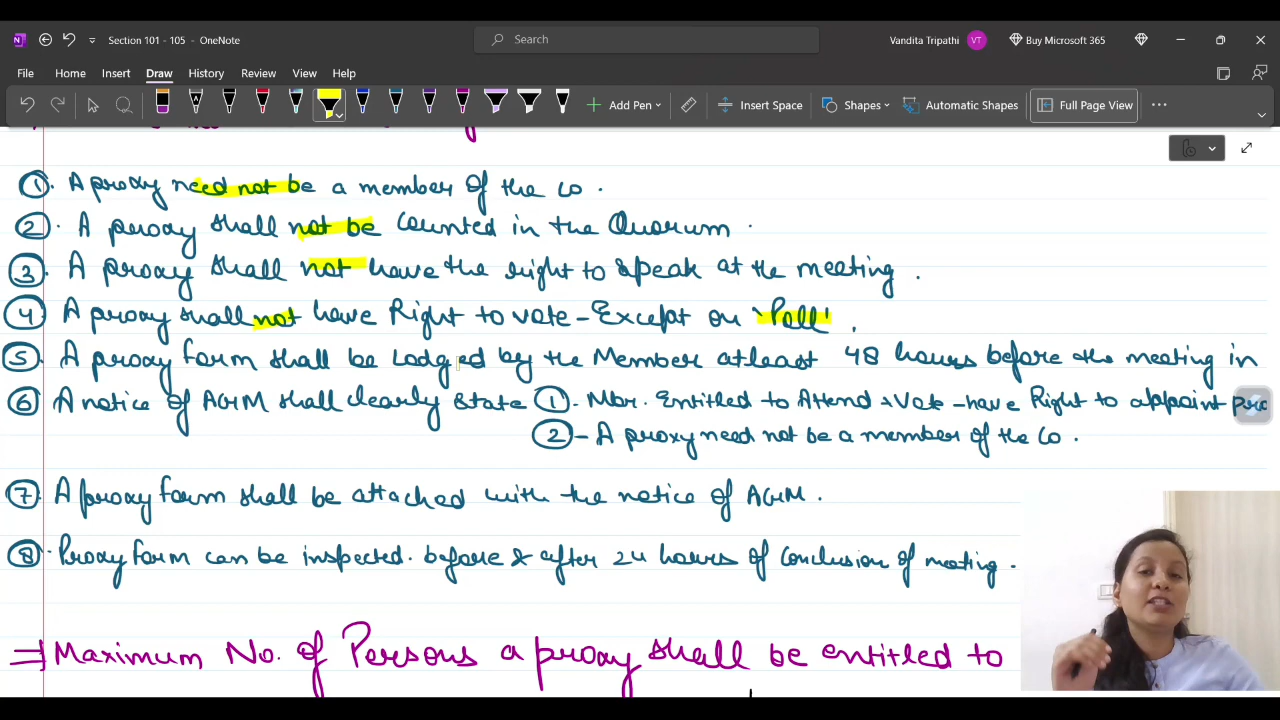 Section 101 - 105 - OneNote
Search
Vandita Tripathi VT
Buy Microsoft 365
File Home Insert Draw History Review View Help
Add Pen
Insert Space
Shapes
Automatic Shapes
Full Page View
1. A proxy need not be a member of the Co.
2. A proxy shall not be Counted in the Quorum.
3. A proxy shall not have the right to speak at the meeting.
4. A proxy shall not have Right to vote - Except on 'Poll'.
5. A proxy form shall be Lodged by the Member atleast 48 hours before the meeting in
6. A notice of AGM shall clearly State 1. Mbr. Entitled to Attend + Vote - have Right to appoint pro
2 - A proxy need not be a member of the Co.
7. A proxy form shall be attached with the notice of AGM.
8. Proxy form can be inspected. before & after 24 hours of Conclusion of meeting.
⇒ Maximum No. of Persons a proxy shall be entitled to